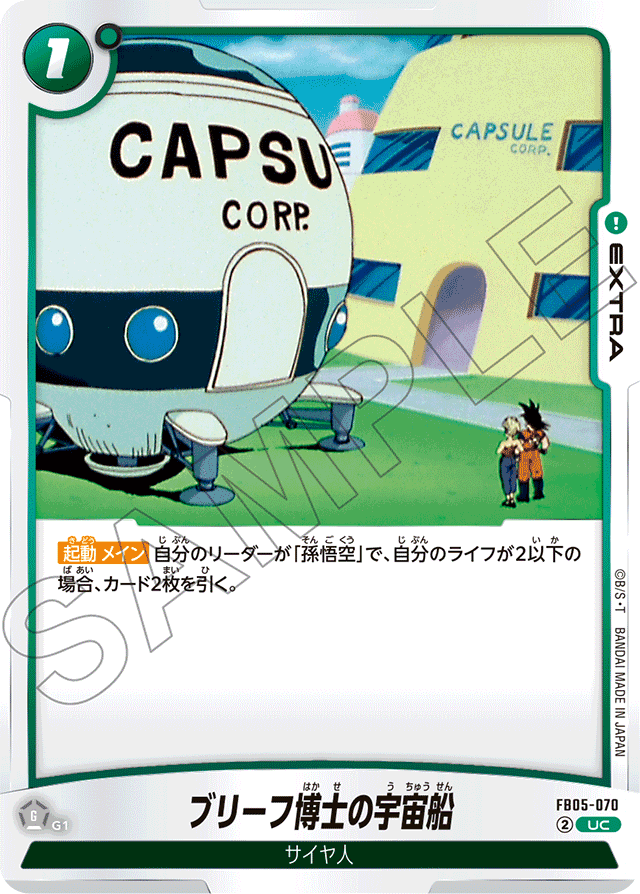 1
CAPSU
CORP.
CAPSULE
CORP.
! EXTRA
SAMPLE
起動 メイン 自分のリーダーが「孫悟空」で、自分のライフが2以下の
場合、カード2枚を引く。
©B/S・T BANDAI MADE IN JAPAN
ブリーフ博士の宇宙船
FB05-070
G G1
② UC
サイヤ人